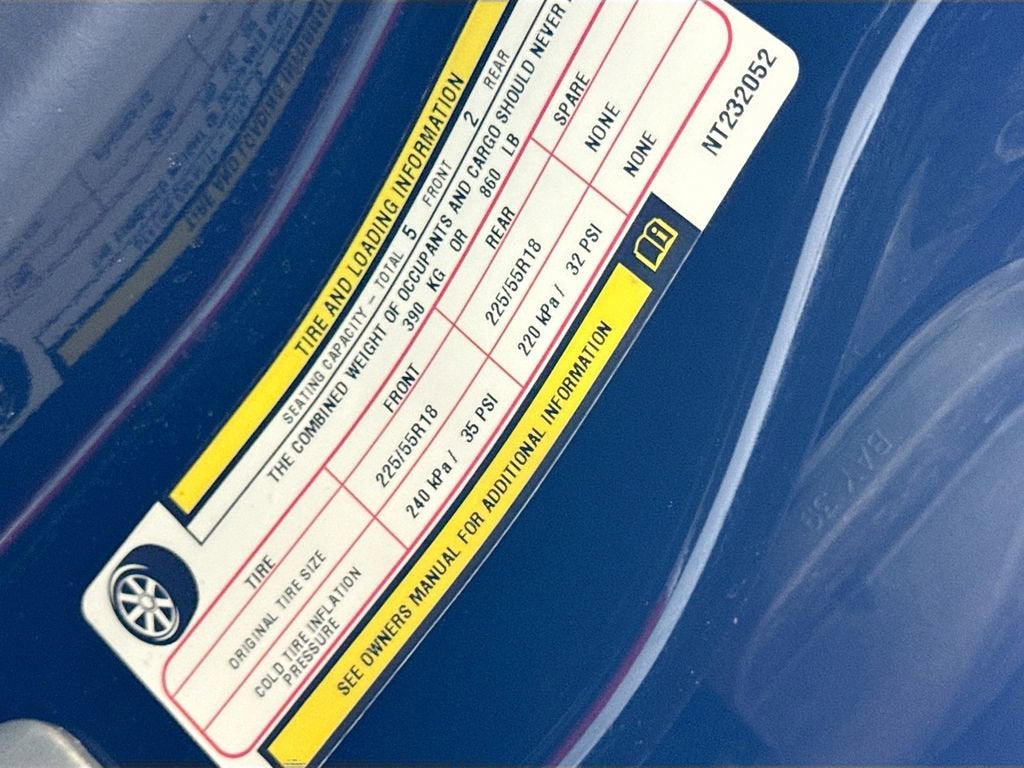 TIRE AND LOADING INFORMATION
SEATING CAPACITY – TOTAL 5 FRONT 2 REAR
THE COMBINED WEIGHT OF OCCUPANTS AND CARGO SHOULD NEVER
390 KG OR 860 LB
TIRE FRONT REAR SPARE
ORIGINAL TIRE SIZE 225/55R18 225/55R18 NONE
COLD TIRE INFLATION PRESSURE 240 kPa / 35 PSI 220 kPa / 32 PSI NONE
SEE OWNERS MANUAL FOR ADDITIONAL INFORMATION
NT232052